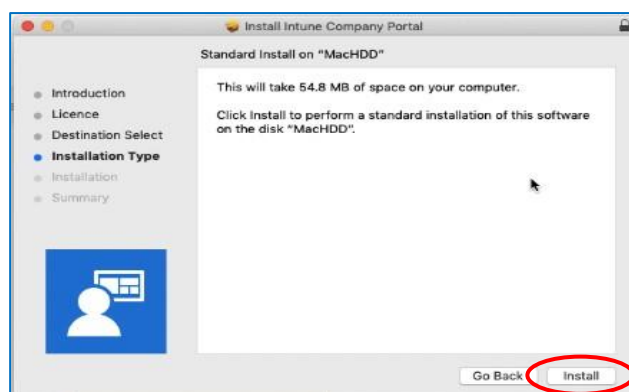 Install Intune Company Portal
Standard Install on "MacHDD"
Introduction
Licence
Destination Select
Installation Type
Installation
Summary
This will take 54.8 MB of space on your computer.
Click Install to perform a standard installation of this software
on the disk "MacHDD".
Go Back
Install